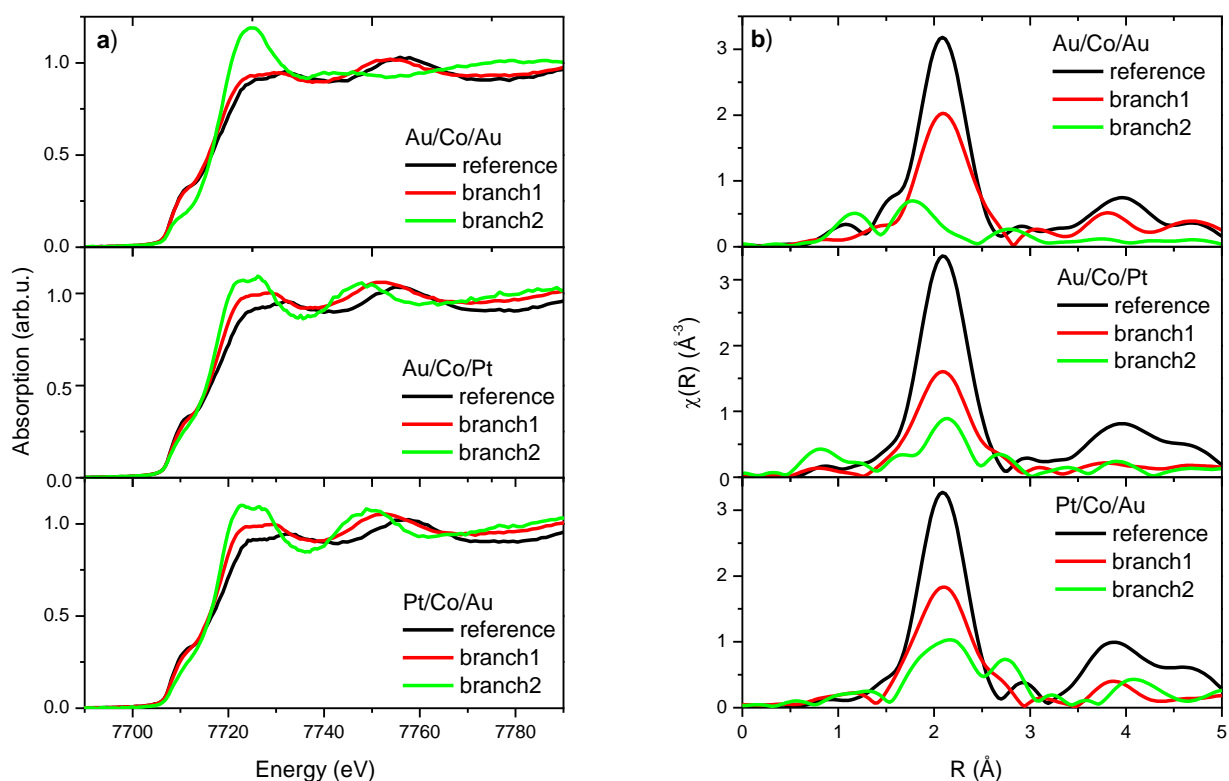 a)
Au/Co/Au
reference
branch1
branch2
1.0
0.5
0.0
Au/Co/Pt
reference
branch1
branch2
1.0
0.5
0.0
Pt/Co/Au
reference
branch1
branch2
1.0
0.5
0.0
7700 7720 7740 7760 7780
Energy (eV)
Absorption (arb.u.)
b)
Au/Co/Au
reference
branch1
branch2
3
2
1
0
Au/Co/Pt
reference
branch1
branch2
3
2
1
0
Pt/Co/Au
reference
branch1
branch2
3
2
1
0
0 1 2 3 4 5
R (Å)
χ(R) (Å⁻³)